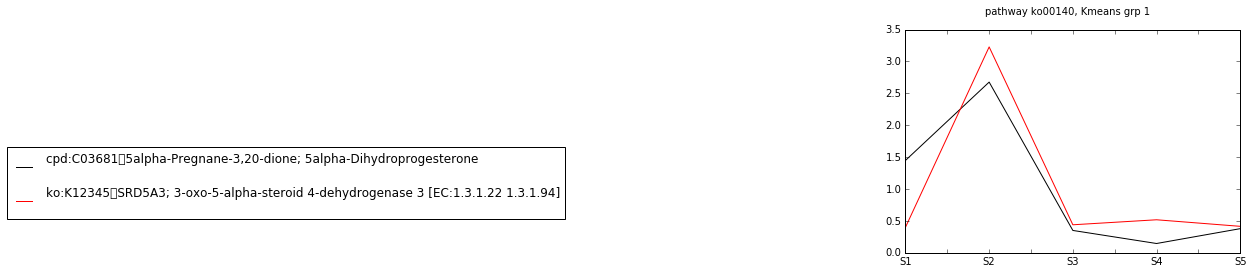 pathway ko00140, Kmeans grp 1
3.5
3.0
2.5
2.0
1.5
1.0
0.5
0.0
S1 S2 S3 S4 S5
cpd:C03681▯5alpha-Pregnane-3,20-dione; 5alpha-Dihydroprogesterone
ko:K12345▯SRD5A3; 3-oxo-5-alpha-steroid 4-dehydrogenase 3 [EC:1.3.1.22 1.3.1.94]